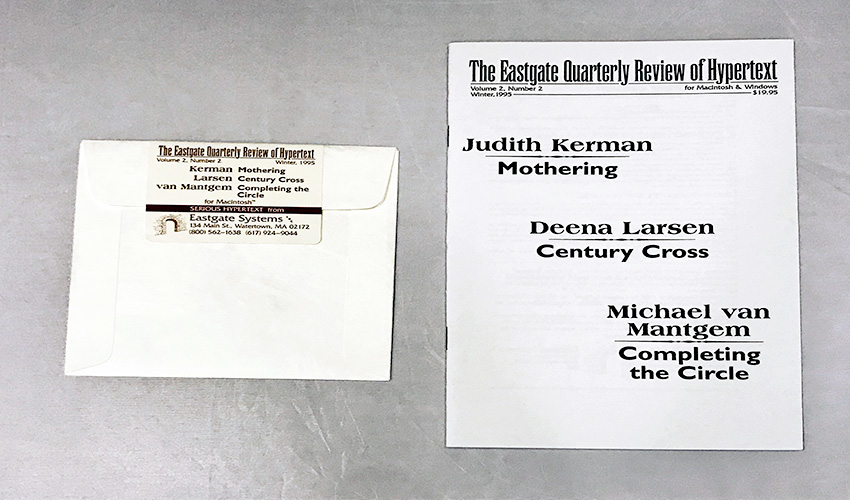 The Eastgate Quarterly Review of Hypertext
Volume 2, Number 2 Winter, 1995
Kerman Mothering
Larsen Century Cross
van Mantgem Completing the
Circle
for Macintosh™
SERIOUS HYPERTEXT from
Eastgate Systems
134 Main St., Watertown, MA 02172
(800) 562-1638 (617) 924-9044
The Eastgate Quarterly Review of Hypertext
Volume 2, Number 2 for Macintosh & Windows
Winter, 1995 $19.95
Judith Kerman
Mothering
Deena Larsen
Century Cross
Michael van
Mantgem
Completing
the Circle